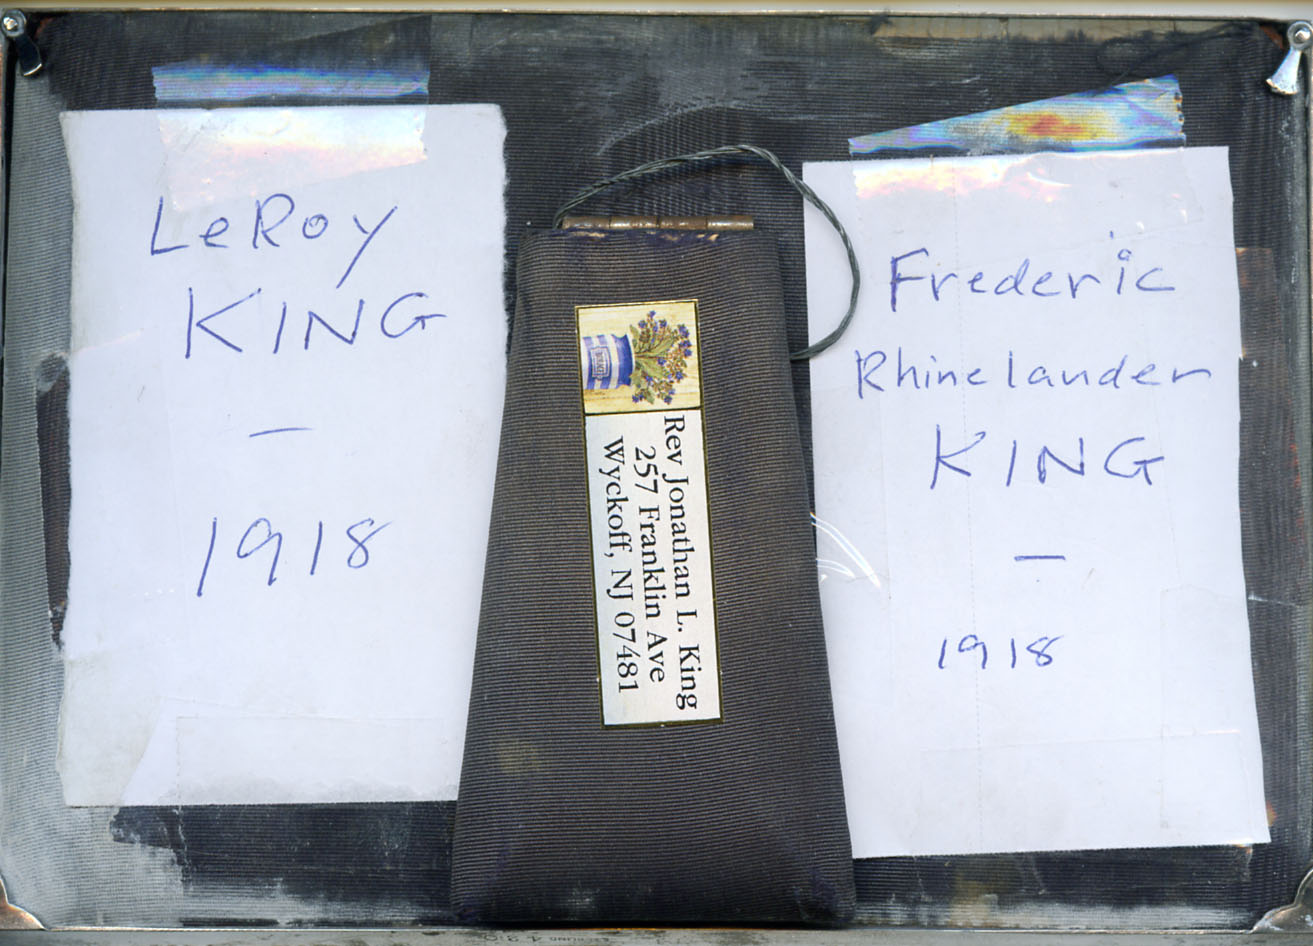 LeRoy
KING
—
1918
Rev Jonathan L. King
257 Franklin Ave
Wyckoff, NJ 07481
Frederic
Rhinelander
KING
—
1918